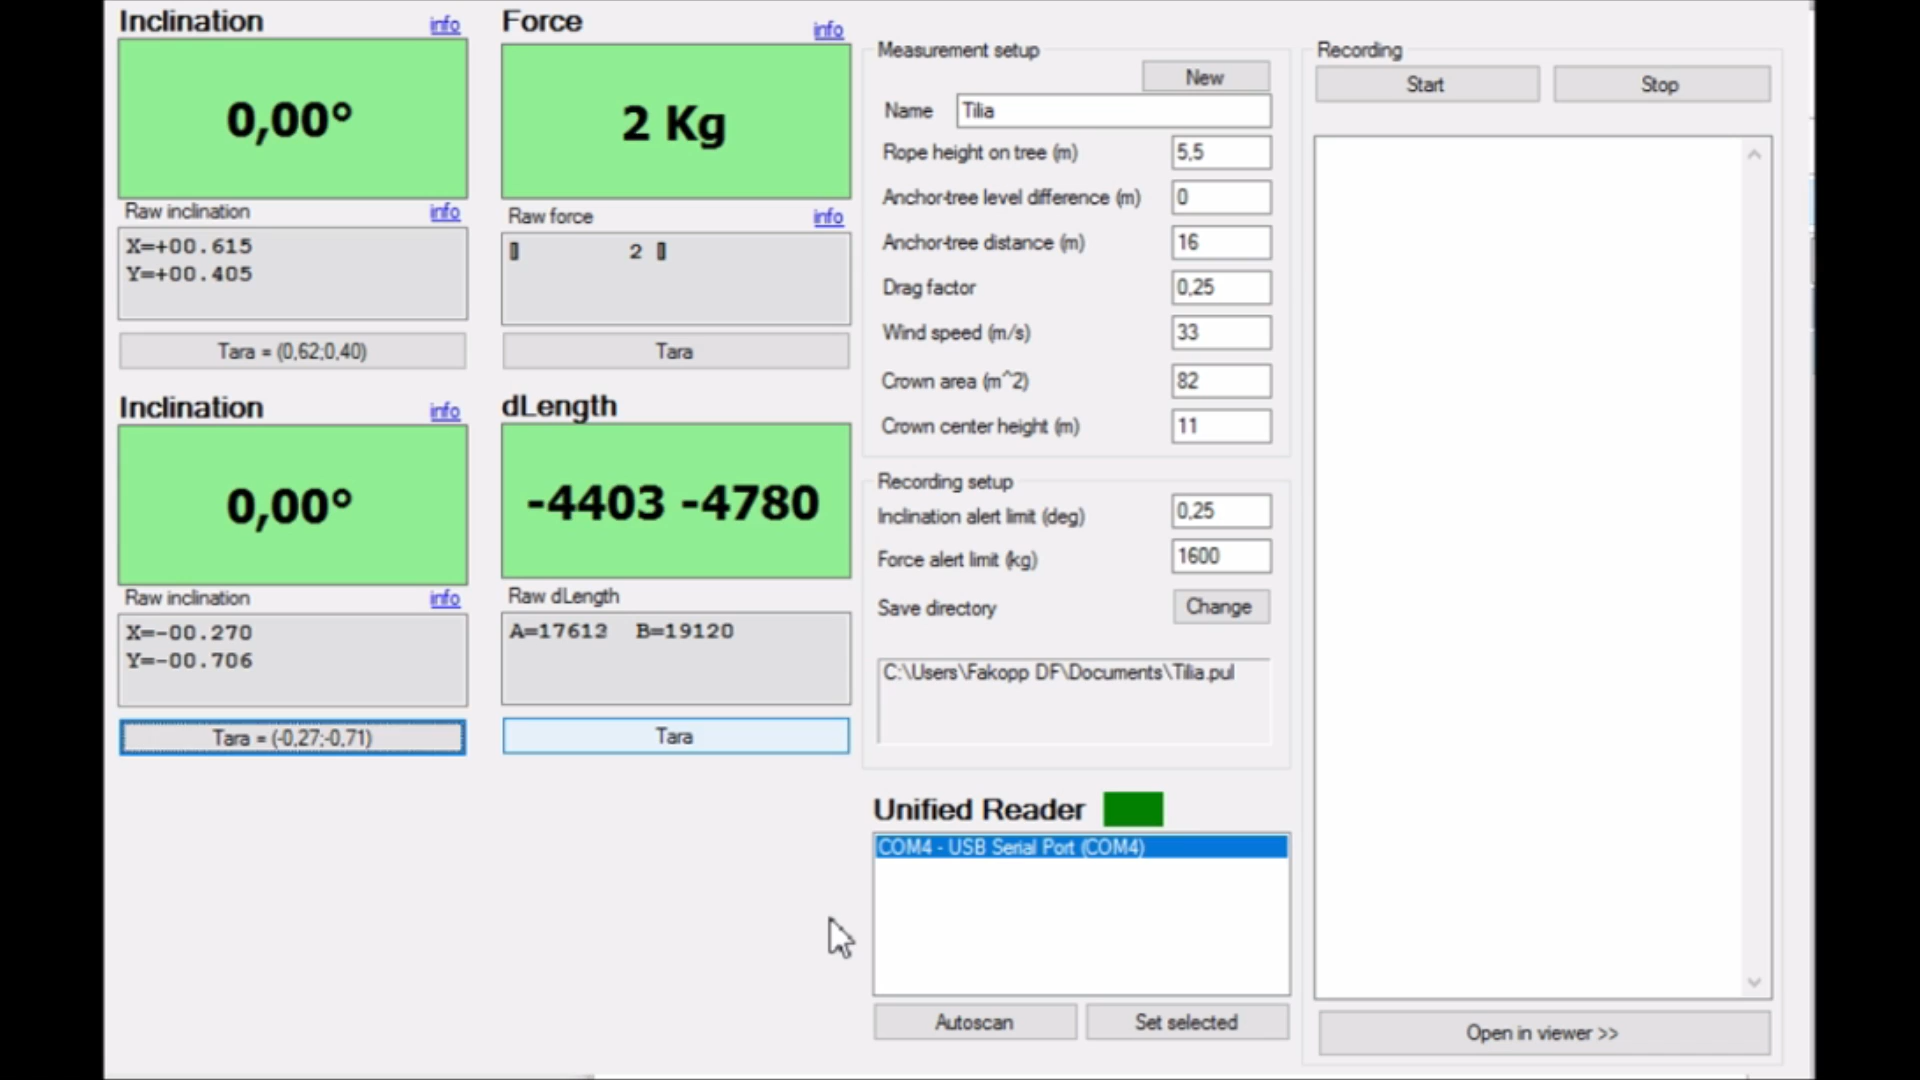 Inclination info
0,00°
Raw inclination info
X=+00.615
Y=+00.405
Tara = (0,62;0,40)
Force info
2 Kg
Raw force info
2
Tara
Inclination info
0,00°
Raw inclination info
X=-00.270
Y=-00.706
Tara = (-0,27;-0,71)
dLength
-4403 -4780
Raw dLength
A=17613 B=19120
Tara
Measurement setup
New
Name Tilia
Rope height on tree (m) 5,5
Anchor-tree level difference (m) 0
Anchor-tree distance (m) 16
Drag factor 0,25
Wind speed (m/s) 33
Crown area (m^2) 82
Crown center height (m) 11
Recording setup
Inclination alert limit (deg) 0,25
Force alert limit (kg) 1600
Save directory Change
C:\Users\Fakopp DF\Documents\Tilia.pul
Unified Reader
COM4 - USB Serial Port (COM4)
Autoscan Set selected
Recording
Start Stop
Open in viewer >>